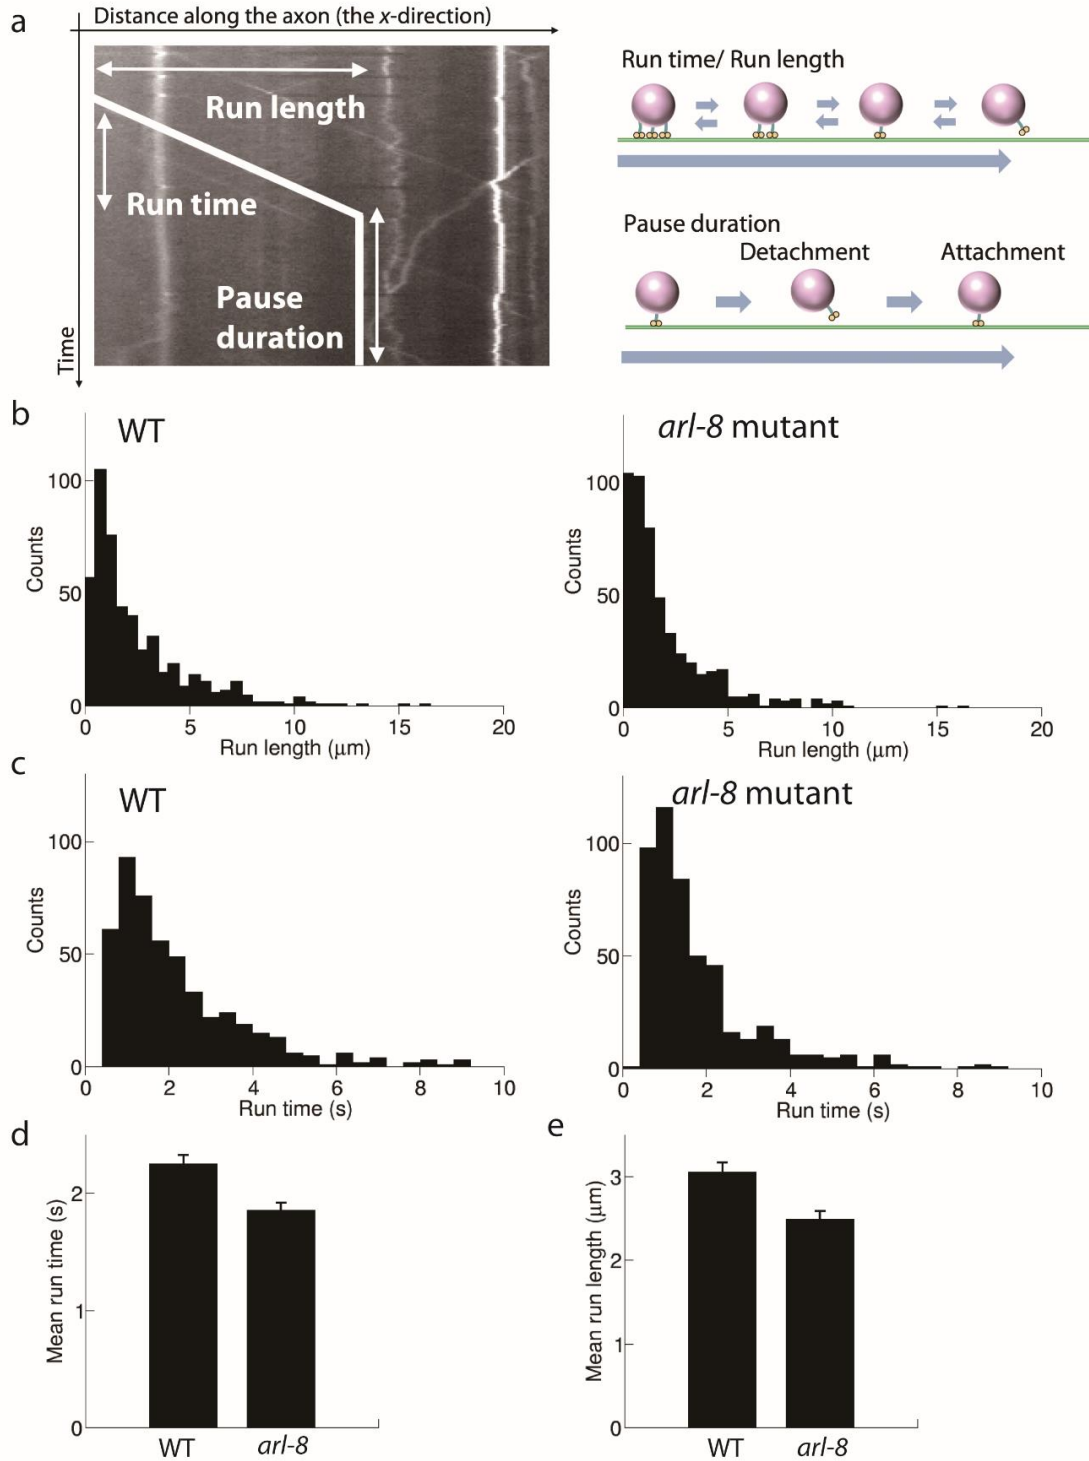 a
Distance along the axon (the x-direction)
Time
Run length
Run time
Pause
duration
Run time/ Run length
Pause duration
Detachment
Attachment
b
WT
Counts
100
50
0
0 5 10 15 20
Run length (μm)
arl-8 mutant
Counts
100
50
0
0 5 10 15 20
Run length (μm)
c
WT
Counts
100
50
0
0 2 4 6 8 10
Run time (s)
arl-8 mutant
Counts
100
50
0
0 2 4 6 8 10
Run time (s)
d
Mean run time (s)
2
1
0
WT arl-8
e
Mean run length (μm)
3
2
1
0
WT arl-8